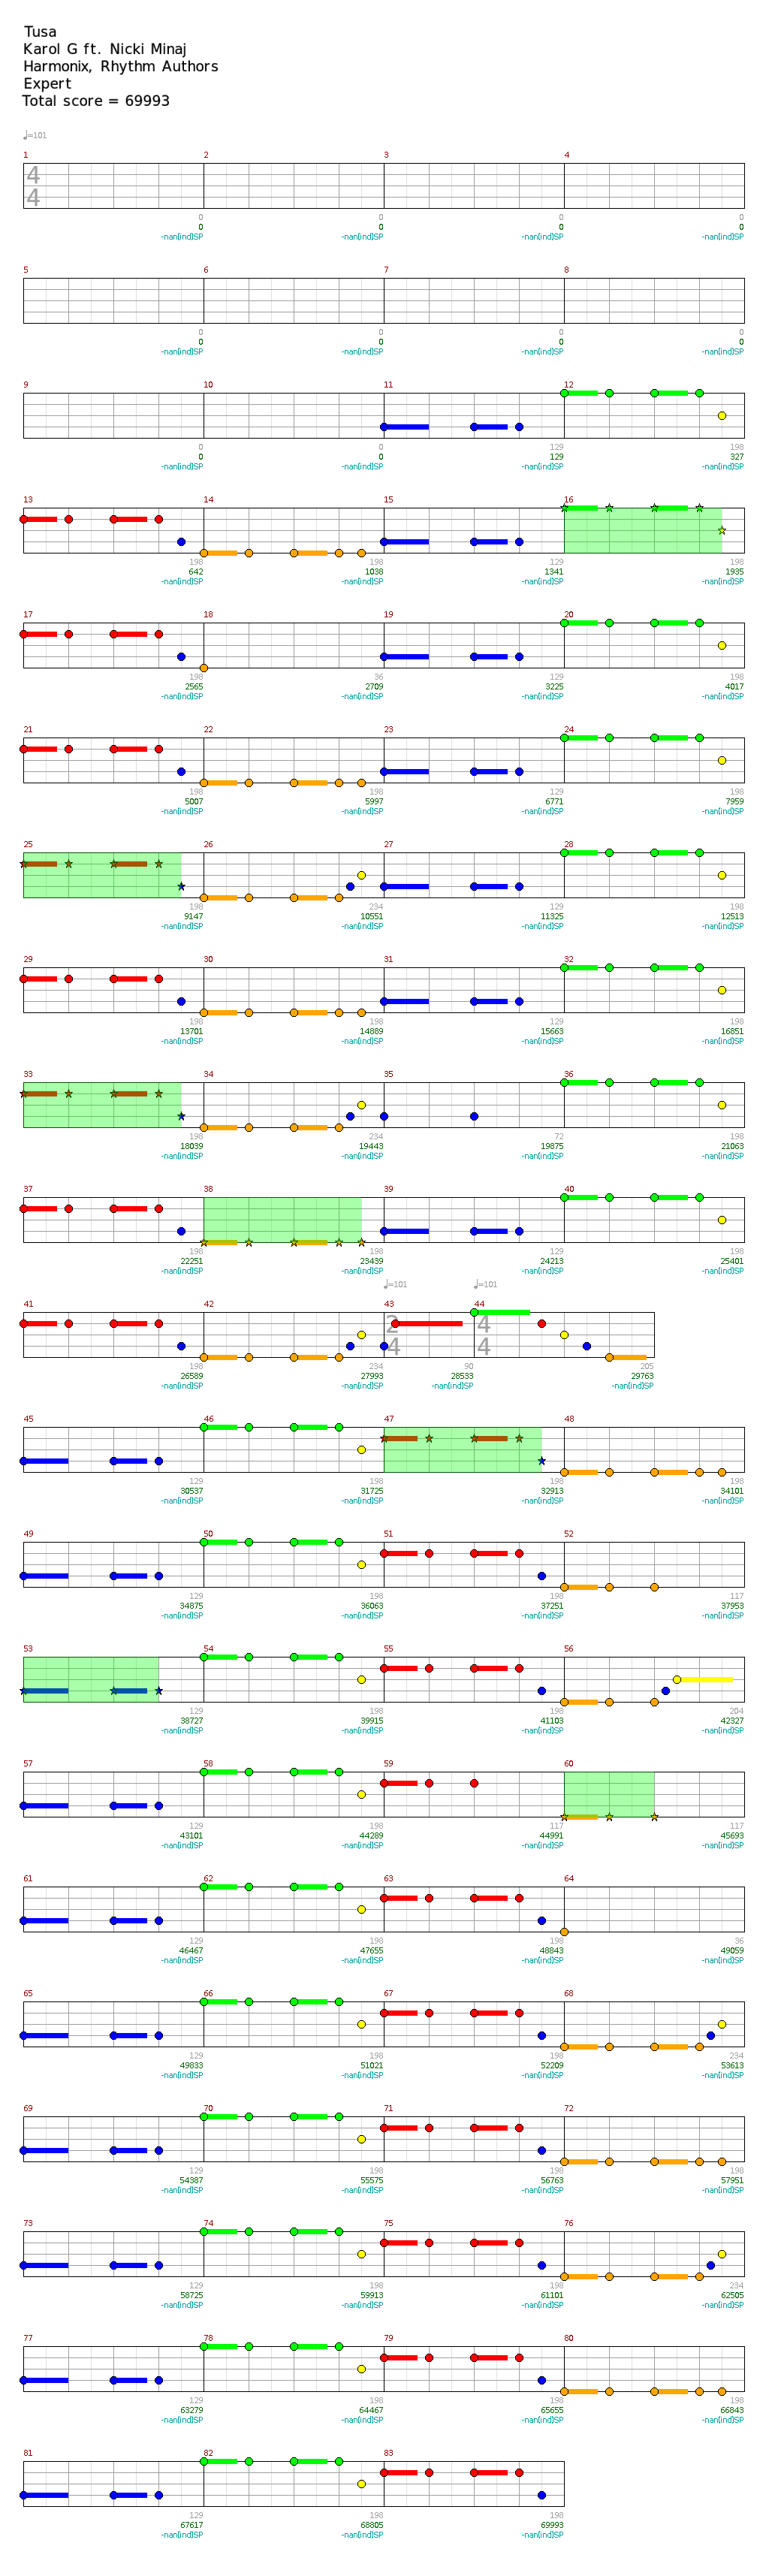 Tusa
Karol G ft. Nicki Minaj
Harmonix, Rhythm Authors
Expert
Total score = 69993
♩=101
1 2 3 4
4
4
0 0 0 0
0 0 0 0
-nan(ind)SP -nan(ind)SP -nan(ind)SP -nan(ind)SP
5 6 7 8
0 0 0 0
0 0 0 0
-nan(ind)SP -nan(ind)SP -nan(ind)SP -nan(ind)SP
9 10 11 12
0 0 129 198
0 0 129 327
-nan(ind)SP -nan(ind)SP -nan(ind)SP -nan(ind)SP
13 14 15 16
198 198 129 198
642 1038 1341 1935
-nan(ind)SP -nan(ind)SP -nan(ind)SP -nan(ind)SP
17 18 19 20
198 36 129 198
2565 2709 3225 4017
-nan(ind)SP -nan(ind)SP -nan(ind)SP -nan(ind)SP
21 22 23 24
198 198 129 198
5007 5997 6771 7959
-nan(ind)SP -nan(ind)SP -nan(ind)SP -nan(ind)SP
25 26 27 28
198 234 129 198
9147 10551 11325 12513
-nan(ind)SP -nan(ind)SP -nan(ind)SP -nan(ind)SP
29 30 31 32
198 198 129 198
13701 14889 15663 16851
-nan(ind)SP -nan(ind)SP -nan(ind)SP -nan(ind)SP
33 34 35 36
198 234 72 198
18039 19443 19875 21063
-nan(ind)SP -nan(ind)SP -nan(ind)SP -nan(ind)SP
37 38 39 40
198 198 129 198
22251 23439 24213 25401
-nan(ind)SP -nan(ind)SP -nan(ind)SP -nan(ind)SP
♩=101 ♩=101
41 42 43 44
2 4
4 4
198 234 90 205
26589 27993 28533 29763
-nan(ind)SP -nan(ind)SP -nan(ind)SP -nan(ind)SP
45 46 47 48
129 198 198 198
30537 31725 32913 34101
-nan(ind)SP -nan(ind)SP -nan(ind)SP -nan(ind)SP
49 50 51 52
129 198 198 117
34875 36063 37251 37953
-nan(ind)SP -nan(ind)SP -nan(ind)SP -nan(ind)SP
53 54 55 56
129 198 198 204
38727 39915 41103 42327
-nan(ind)SP -nan(ind)SP -nan(ind)SP -nan(ind)SP
57 58 59 60
129 198 117 117
43101 44289 44991 45693
-nan(ind)SP -nan(ind)SP -nan(ind)SP -nan(ind)SP
61 62 63 64
129 198 198 36
46467 47655 48843 49059
-nan(ind)SP -nan(ind)SP -nan(ind)SP -nan(ind)SP
65 66 67 68
129 198 198 234
49833 51021 52209 53613
-nan(ind)SP -nan(ind)SP -nan(ind)SP -nan(ind)SP
69 70 71 72
129 198 198 198
54387 55575 56763 57951
-nan(ind)SP -nan(ind)SP -nan(ind)SP -nan(ind)SP
73 74 75 76
129 198 198 234
58725 59913 61101 62505
-nan(ind)SP -nan(ind)SP -nan(ind)SP -nan(ind)SP
77 78 79 80
129 198 198 198
63279 64467 65655 66843
-nan(ind)SP -nan(ind)SP -nan(ind)SP -nan(ind)SP
81 82 83
129 198 198
67617 68805 69993
-nan(ind)SP -nan(ind)SP -nan(ind)SP